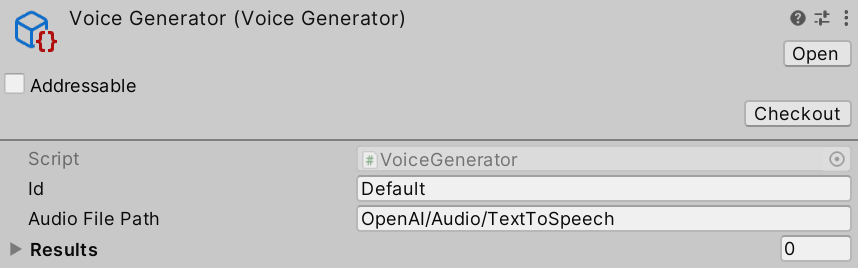 Voice Generator (Voice Generator)
Open
Addressable
Checkout
Script # VoiceGenerator
Id Default
Audio File Path OpenAI/Audio/TextToSpeech
Results 0